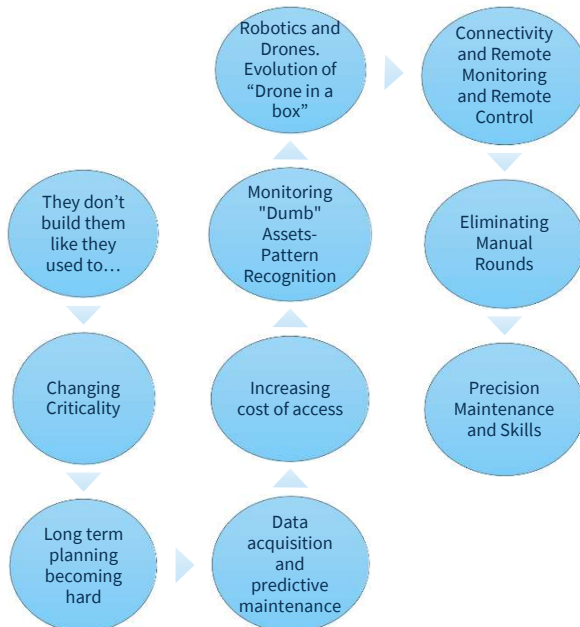 They don’t
build them
like they
used to…
Changing
Criticality
Long term
planning
becoming
hard
Data
acquisition
and
predictive
maintenance
Increasing
cost of access
Monitoring
"Dumb"
Assets-
Pattern
Recognition
Robotics and
Drones.
Evolution of
“Drone in a
box”
Connectivity
and Remote
Monitoring
and Remote
Control
Eliminating
Manual
Rounds
Precision
Maintenance
and Skills